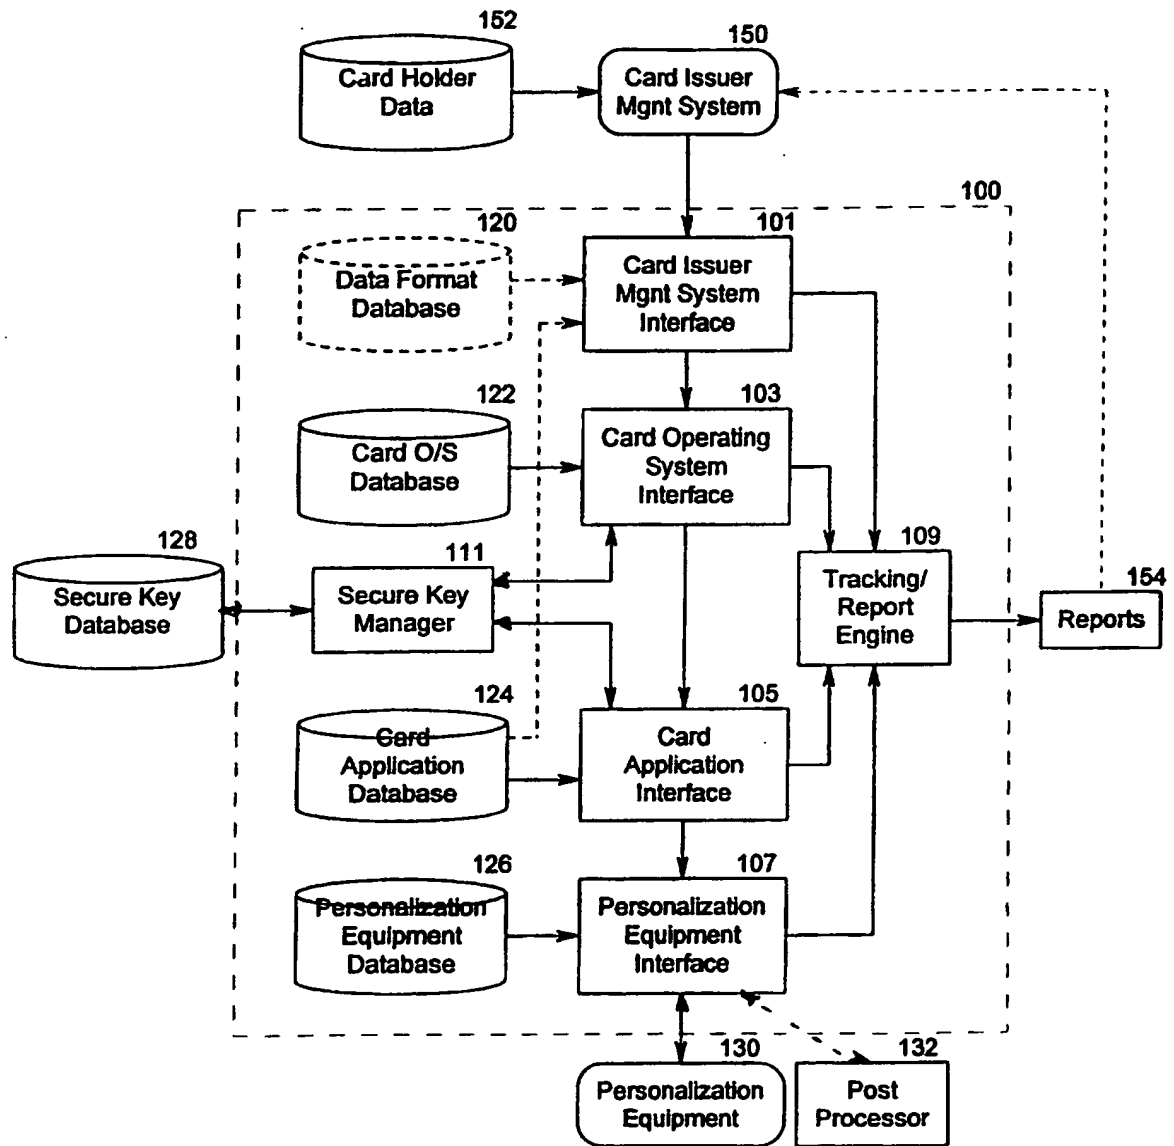 152
150
Card Holder
Data
Card Issuer
Mgnt System
100
120
101
Data Format
Database
Card Issuer
Mgnt System
Interface
122
103
Card O/S
Database
Card Operating
System
Interface
128
111
109
154
Secure Key
Database
Secure Key
Manager
Tracking/
Report
Engine
Reports
124
105
Card
Application
Database
Card
Application
Interface
126
107
Personalization
Equipment
Database
Personalization
Equipment
Interface
130
132
Personalization
Equipment
Post
Processor